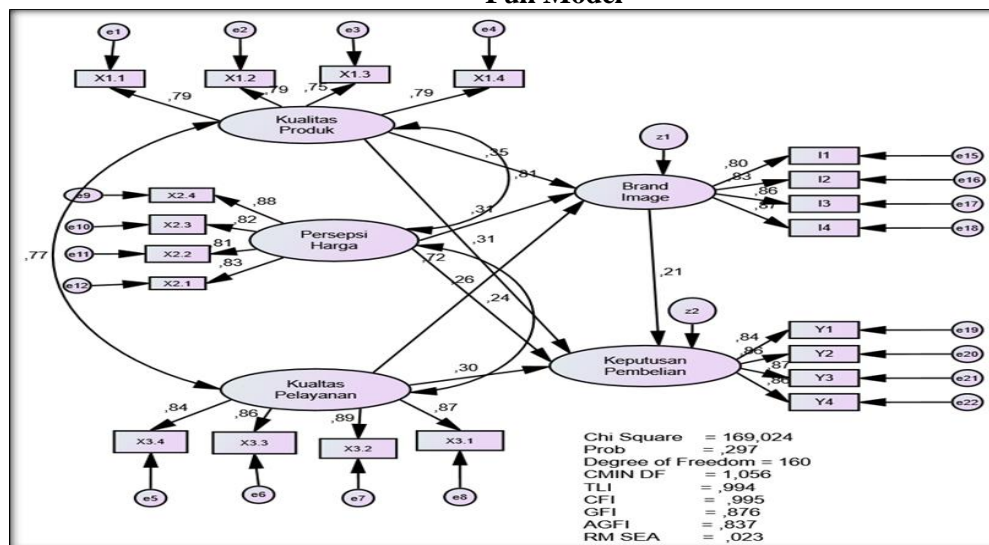 Full Model
e1
e2
e3
e4
X1.1
X1.2
X1.3
X1.4
,79
,79
,75
,79
Kualitas
Produk
z1
,35
,81
e9
X2.4
,88
e10
X2.3
,82
e11
X2.2
,81
e12
X2.1
,83
Persepsi
Harga
,31
,31
,72
,26
,24
Brand
Image
,80
I1
e15
,83
I2
e16
,86
I3
e17
,87
I4
e18
,77
,21
z2
Kualtas
Pelayanan
,30
Keputusan
Pembelian
,84
Y1
e19
,86
Y2
e20
,87
Y3
e21
Y4
e22
,84
,86
,89
,87
X3.4
X3.3
X3.2
X3.1
e5
e6
e7
e8
Chi Square = 169,024
Prob = ,297
Degree of Freedom = 160
CMIN DF = 1,056
TLI = ,994
CFI = ,995
GFI = ,876
AGFI = ,837
RM SEA = ,023